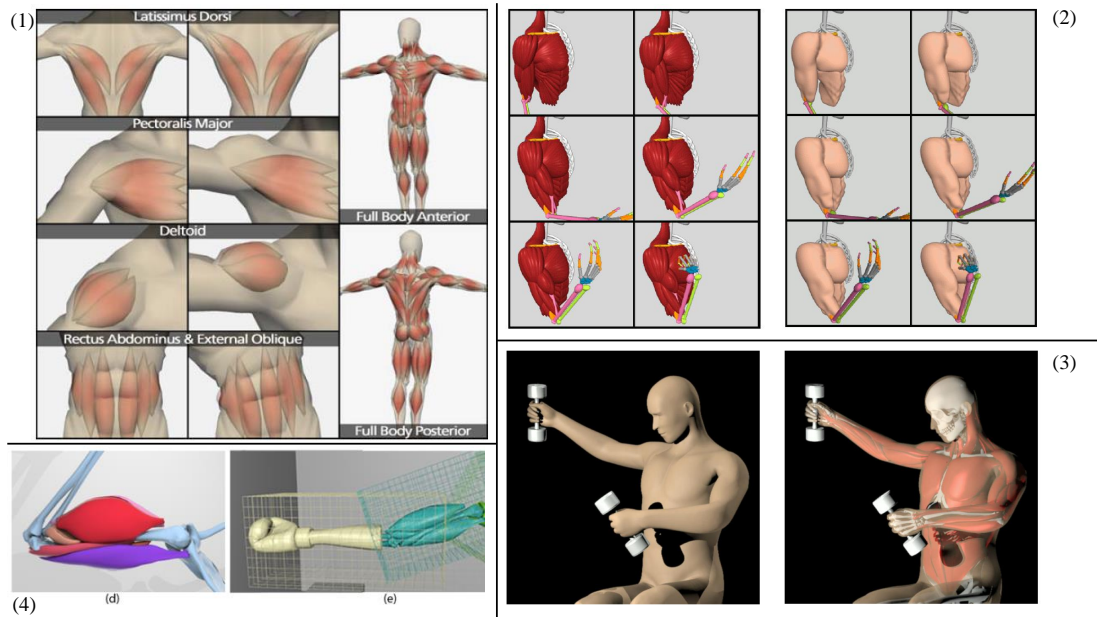 (1)
Latissimus Dorsi
Pectoralis Major
Full Body Anterior
Deltoid
Rectus Abdominus & External Oblique
Full Body Posterior
(2)
(3)
(4)
(d)
(e)